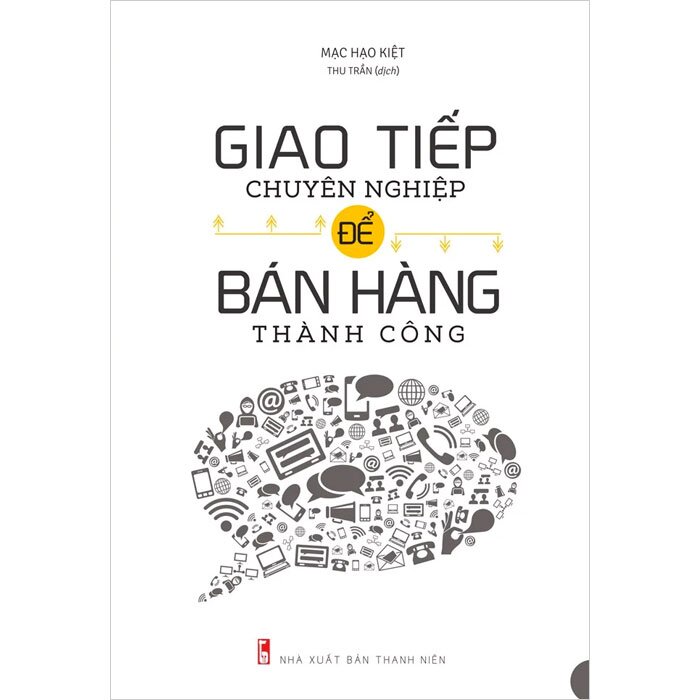 MẠC HẠO KIỆT
THU TRẦN (dịch)
GIAO TIẾP
CHUYÊN NGHIỆP
ĐỂ
BÁN HÀNG
THÀNH CÔNG
NHÀ XUẤT BẢN THANH NIÊN